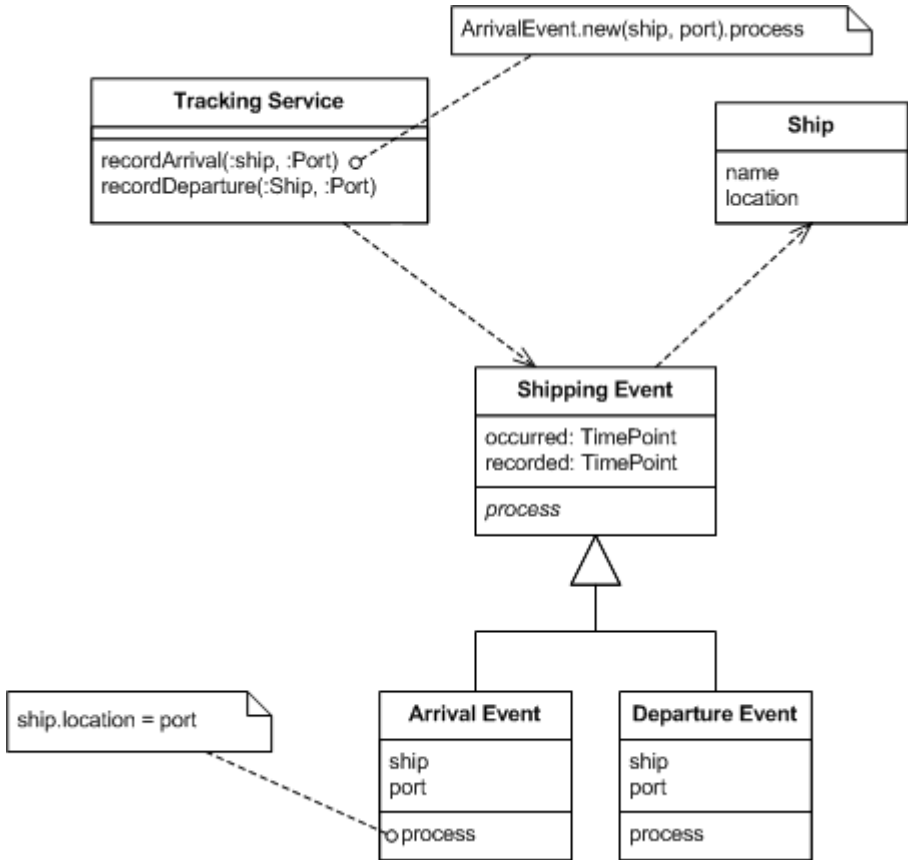 ArrivalEvent.new(ship, port).process
Tracking Service
recordArrival(:ship, :Port)
recordDeparture(:Ship, :Port)
Ship
name
location
Shipping Event
occurred: TimePoint
recorded: TimePoint
process
ship.location = port
Arrival Event
ship
port
process
Departure Event
ship
port
process